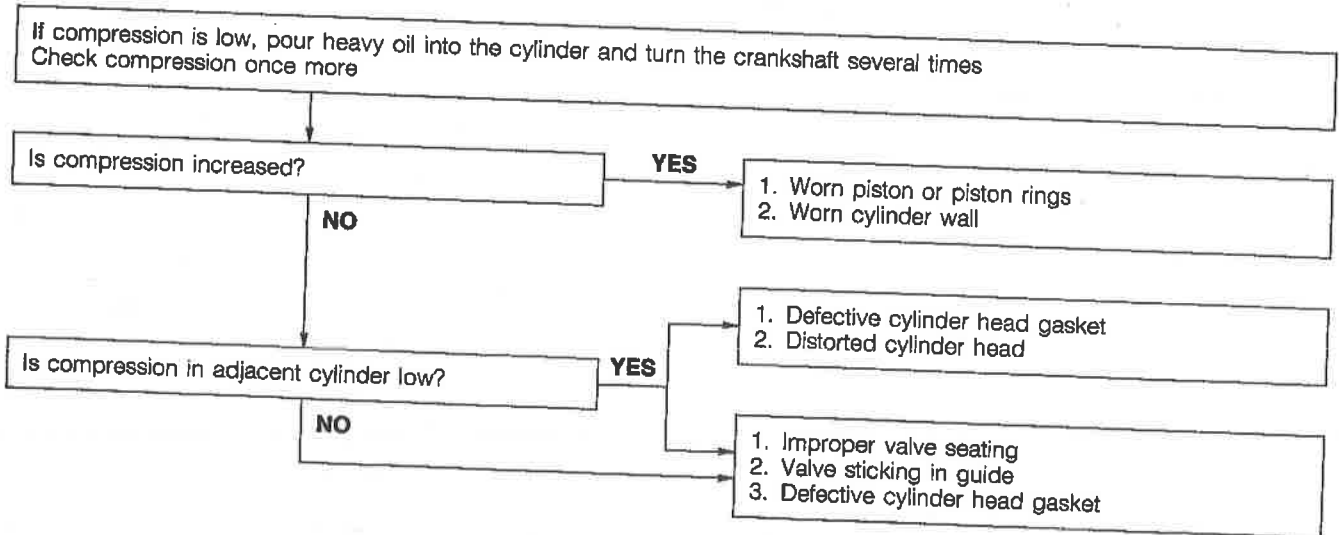 If compression is low, pour heavy oil into the cylinder and turn the crankshaft several times
Check compression once more
Is compression increased?
YES
1. Worn piston or piston rings
2. Worn cylinder wall
NO
1. Defective cylinder head gasket
2. Distorted cylinder head
Is compression in adjacent cylinder low?
YES
NO
1. Improper valve seating
2. Valve sticking in guide
3. Defective cylinder head gasket